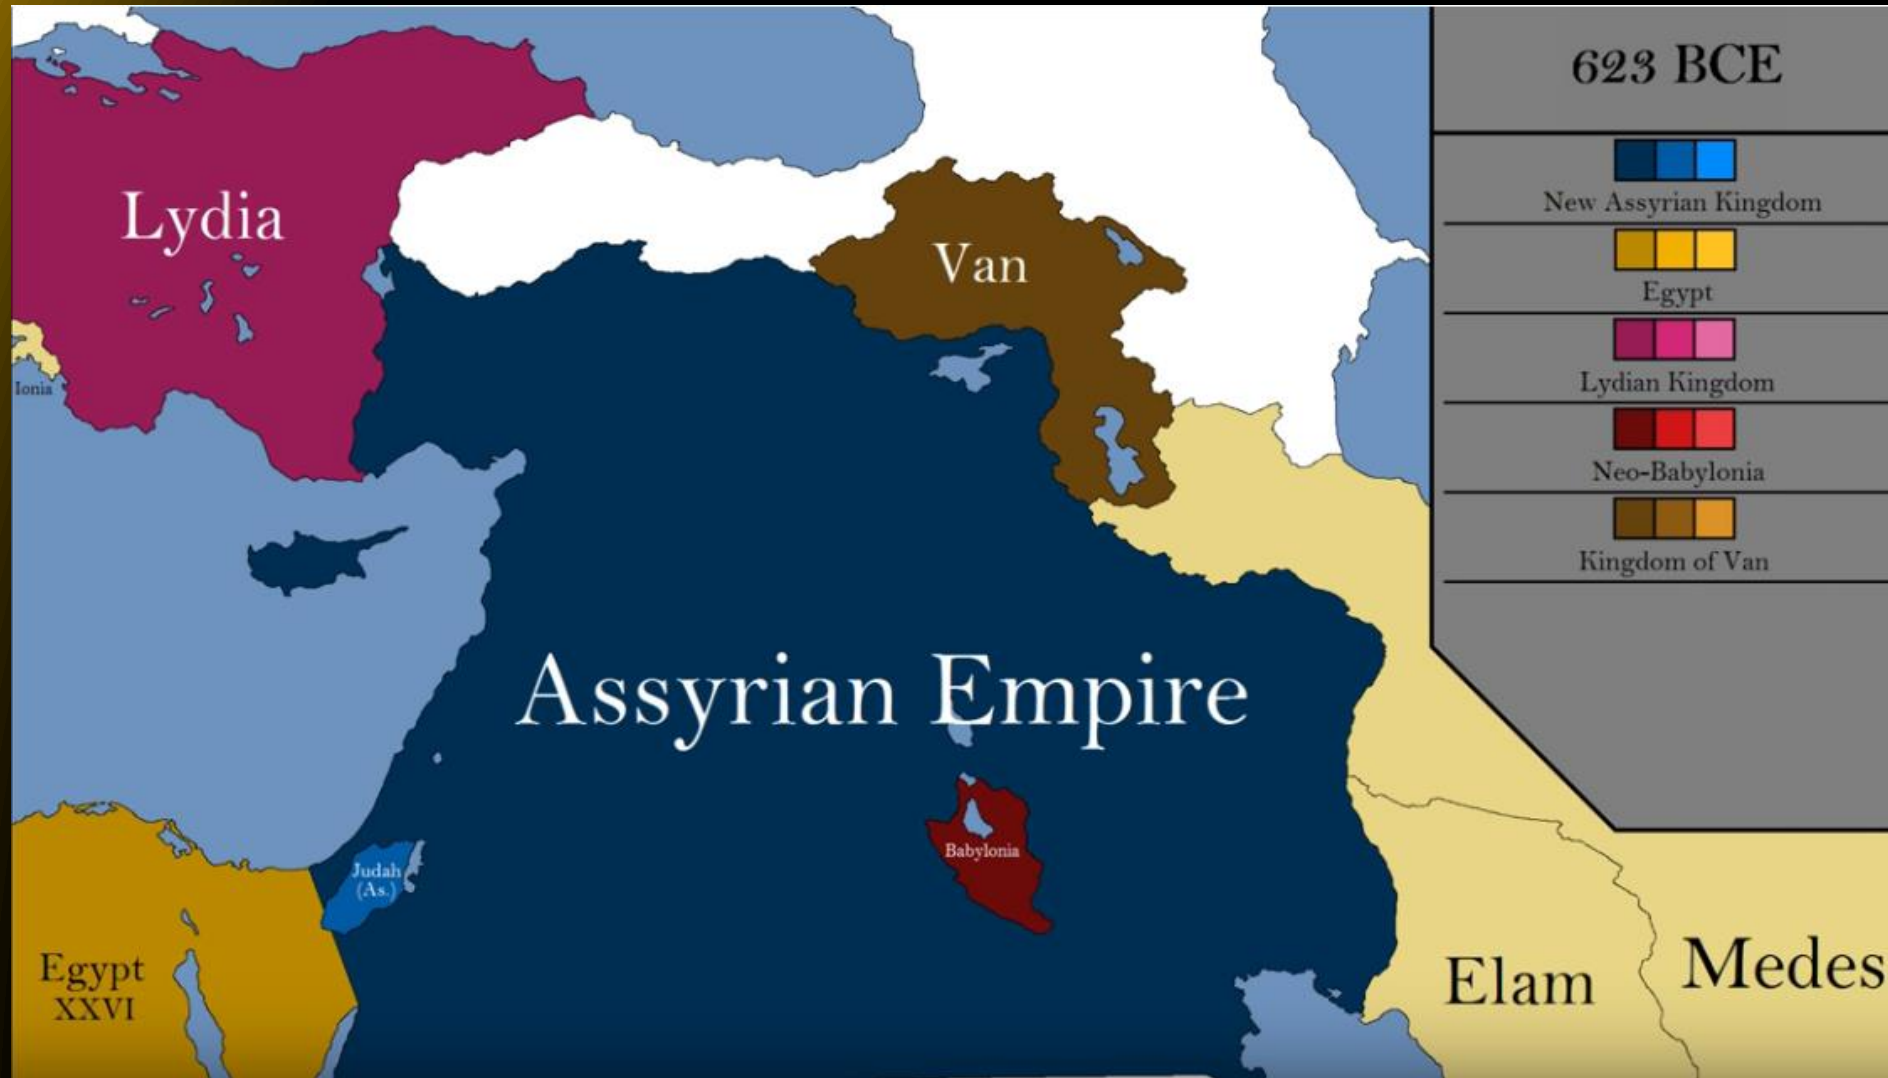 623 BCE
New Assyrian Kingdom
Egypt
Lydian Kingdom
Neo-Babylonia
Kingdom of Van
Lydia
Van
Ionia
Assyrian Empire
Babylonia
Judah
(As.)
Egypt
XXVI
Elam
Medes